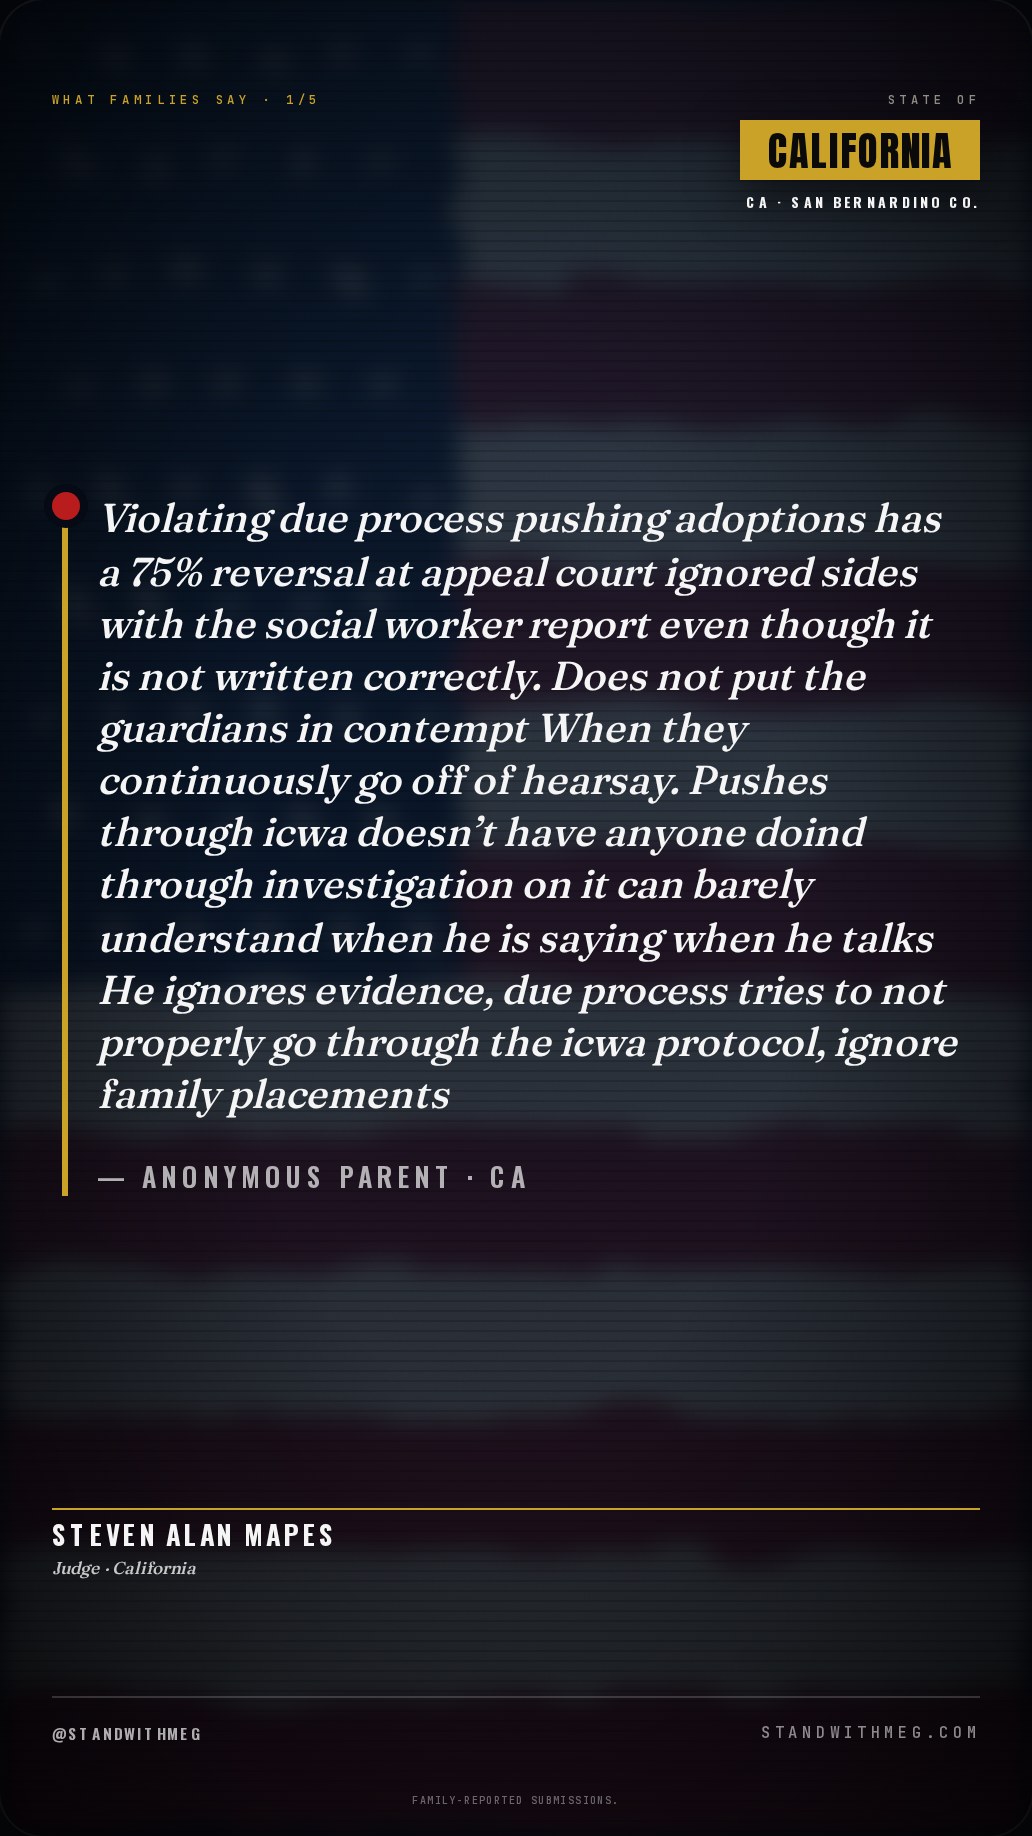 WHAT FAMILIES SAY · 1/5
STATE OF
CALIFORNIA
CA · SAN BERNARDINO CO.
Violating due process pushing adoptions has
a 75% reversal at appeal court ignored sides
with the social worker report even though it
is not written correctly. Does not put the
guardians in contempt When they
continuously go off of hearsay. Pushes
through icwa doesn’t have anyone doind
through investigation on it can barely
understand when he is saying when he talks
He ignores evidence, due process tries to not
properly go through the icwa protocol, ignore
family placements
— ANONYMOUS PARENT · CA
STEVEN ALAN MAPES
Judge · California
@STANDWITHMEG
STANDWITHMEG.COM
FAMILY-REPORTED SUBMISSIONS.